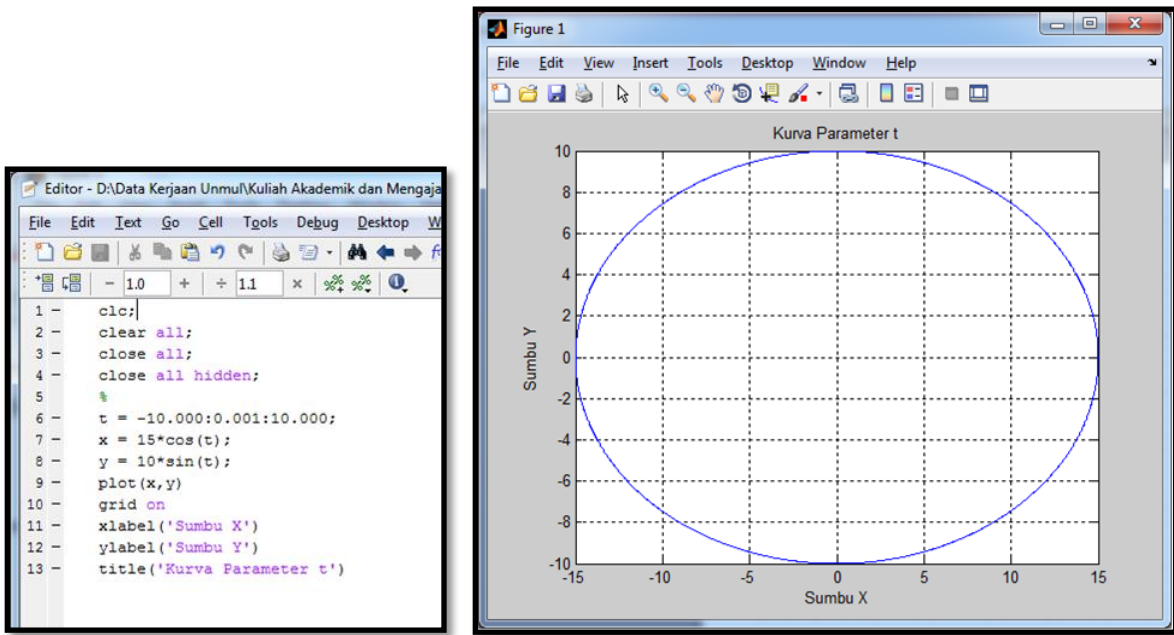 Editor - D:\Data Kerjaan Unmul\Kuliah Akademik dan Mengaja
File Edit Text Go Cell Tools Debug Desktop W
1.0 + ÷ 1.1 ×
1 - clc;
2 - clear all;
3 - close all;
4 - close all hidden;
5 %
6 - t = -10.000:0.001:10.000;
7 - x = 15*cos(t);
8 - y = 10*sin(t);
9 - plot(x,y)
10 - grid on
11 - xlabel('Sumbu X')
12 - ylabel('Sumbu Y')
13 - title('Kurva Parameter t')
Figure 1
File Edit View Insert Tools Desktop Window Help
Kurva Parameter t
10
8
6
4
2
0
-2
-4
-6
-8
-10
Sumbu Y
-15 -10 -5 0 5 10 15
Sumbu X